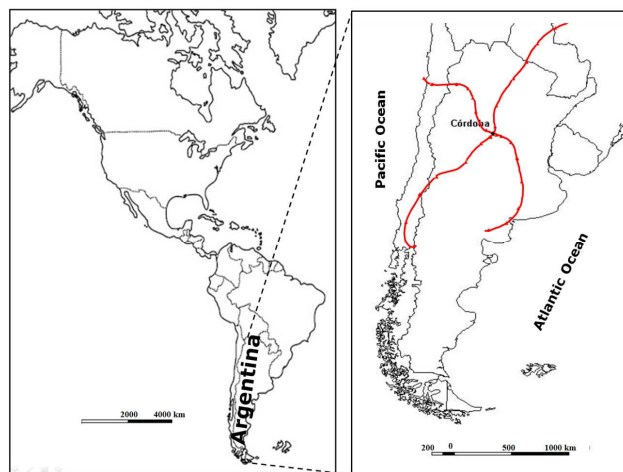 Argentina
2000 4000 km
Pacific Ocean
Córdoba
Atlantic Ocean
200 0 500 1000 km